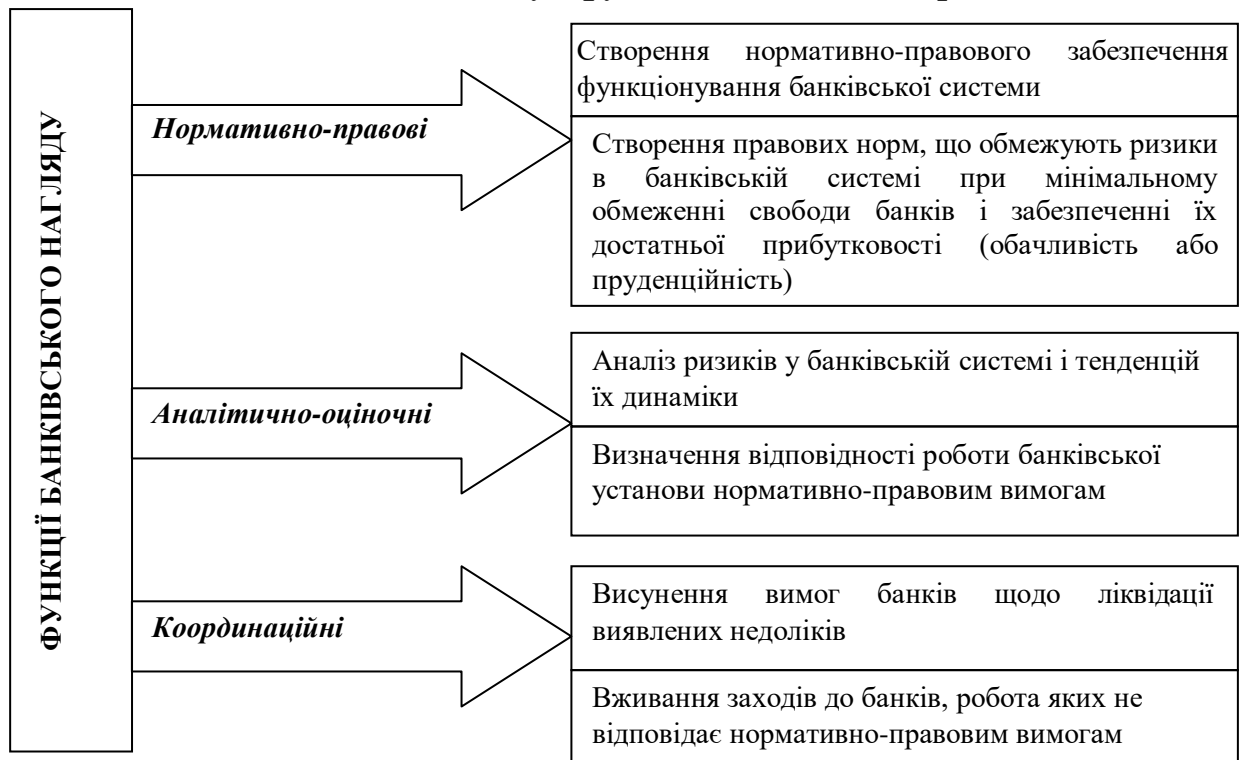 ФУНКЦІЇ БАНКІВСЬКОГО НАГЛЯДУ
Нормативно-правові
Створення нормативно-правового забезпечення
функціонування банківської системи
Створення правових норм, що обмежують ризики
в банківській системі при мінімальному
обмеженні свободи банків і забезпеченні їх
достатньої прибутковості (обачливість або
пруденційність)
Аналітично-оціночні
Аналіз ризиків у банківській системі і тенденцій
їх динаміки
Визначення відповідності роботи банківської
установи нормативно-правовим вимогам
Координаційні
Висунення вимог банків щодо ліквідації
виявлених недоліків
Вживання заходів до банків, робота яких не
відповідає нормативно-правовим вимогам